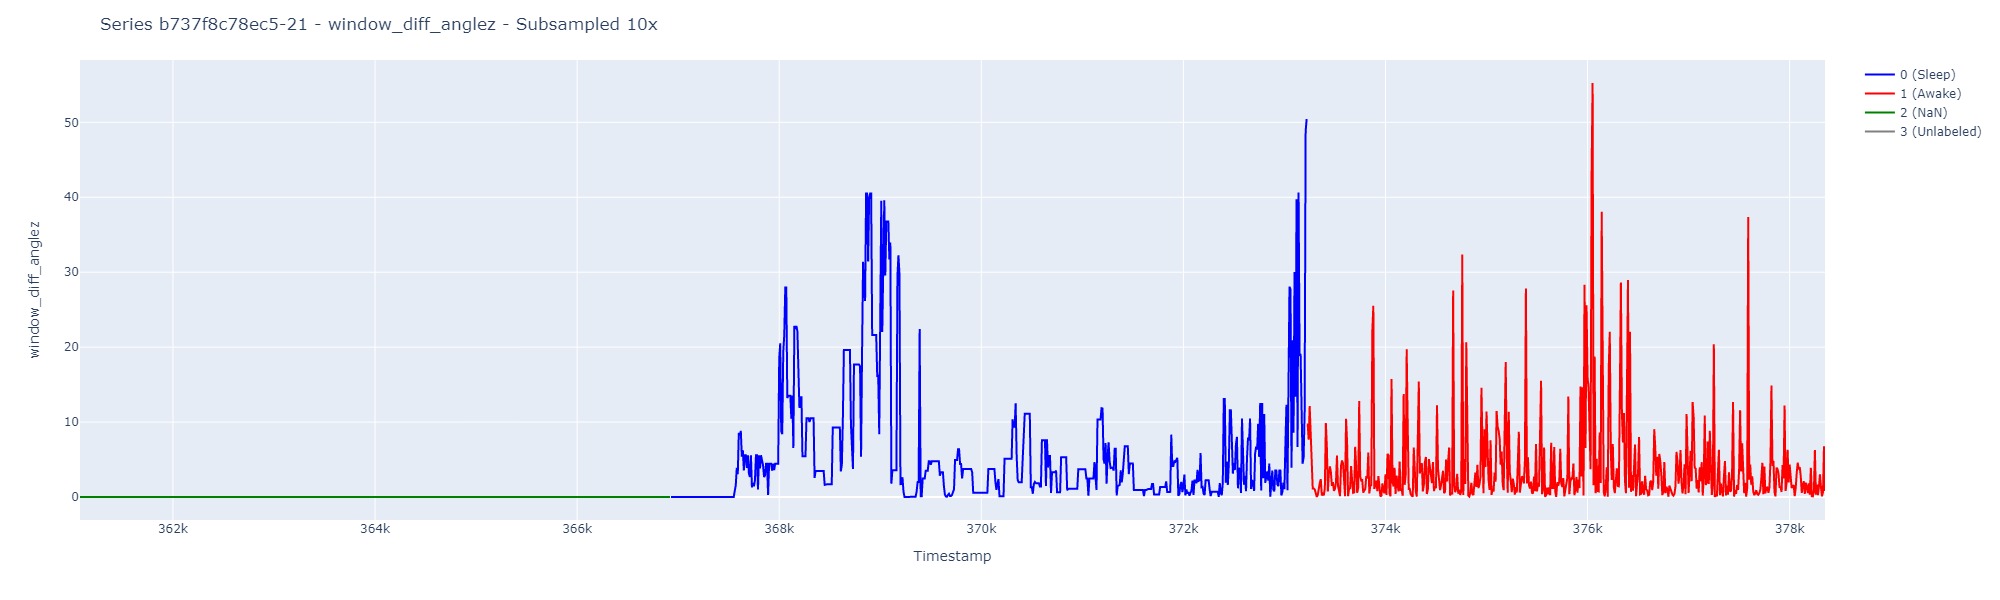 Series b737f8c78ec5-21 - window_diff_anglez - Subsampled 10x
0 (Sleep)
1 (Awake)
2 (NaN)
3 (Unlabeled)
window_diff_anglez
50
40
30
20
10
0
362k 364k 366k 368k 370k 372k 374k 376k 378k
Timestamp